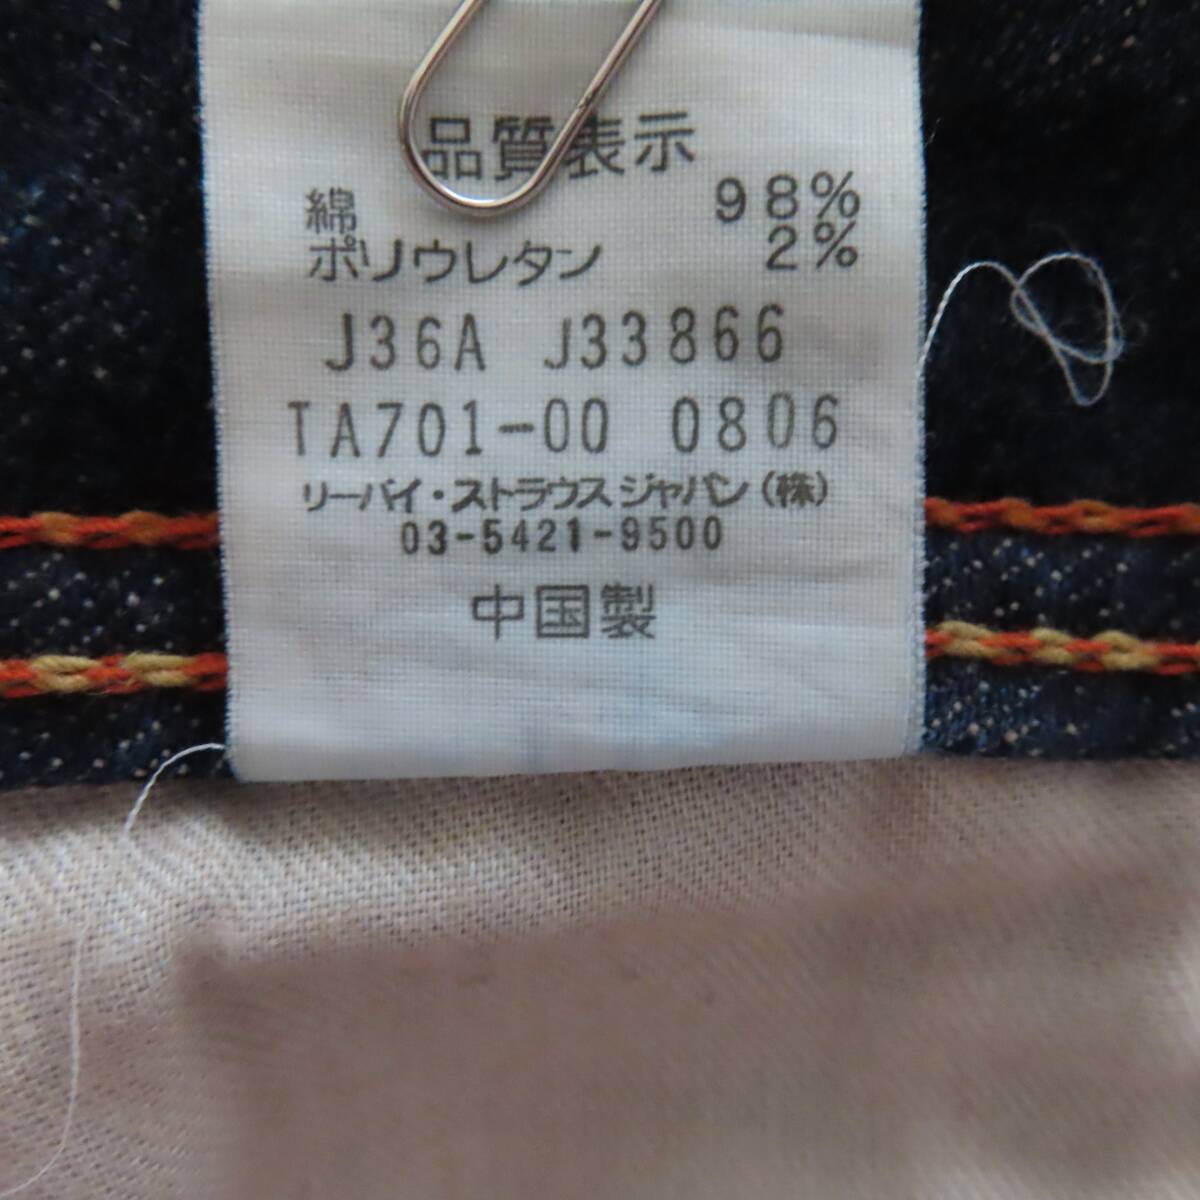 品質表示
綿 98%
ポリウレタン 2%
J36A J33866
TA701-00 0806
リーバイ・ストラウスジャパン(株)
03-5421-9500
中国製